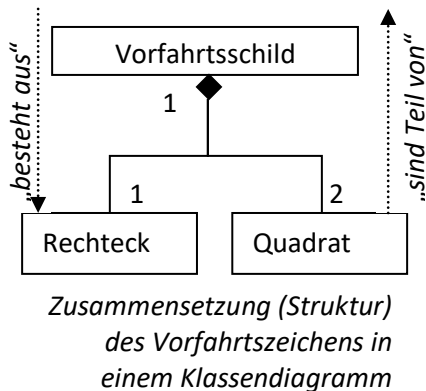 „besteht aus“
Vorfahrtsschild
„sind Teil von“
1
1
2
Rechteck
Quadrat
Zusammensetzung (Struktur)
des Vorfahrtszeichens in
einem Klassendiagramm